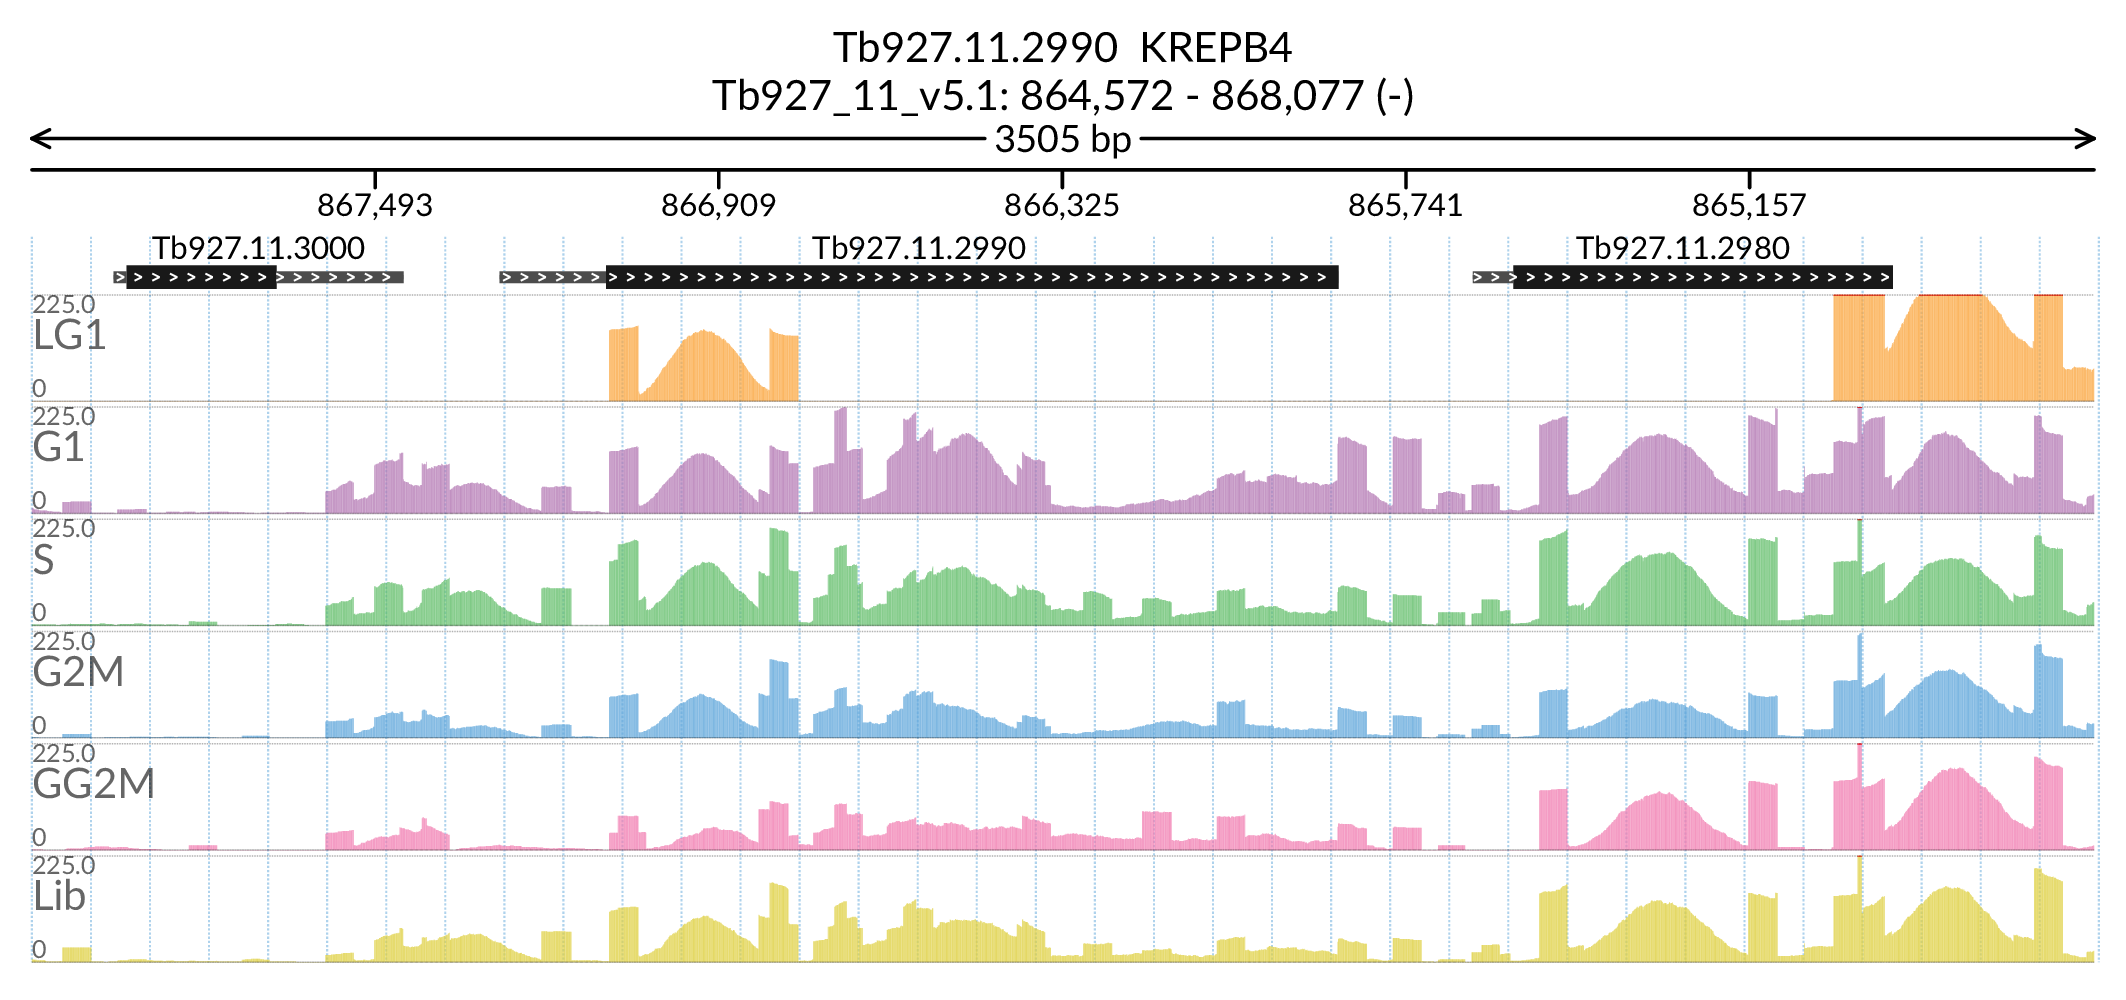 Tb927.11.2990  KREPB4
Tb927_11_v5.1: 864,572 - 868,077 (-)
3505 bp
867,493 866,909 866,325 865,741 865,157
Tb927.11.3000 Tb927.11.2990 Tb927.11.2980
225.0
LG1
0
225.0
G1
0
225.0
S
0
225.0
G2M
0
225.0
GG2M
0
225.0
Lib
0